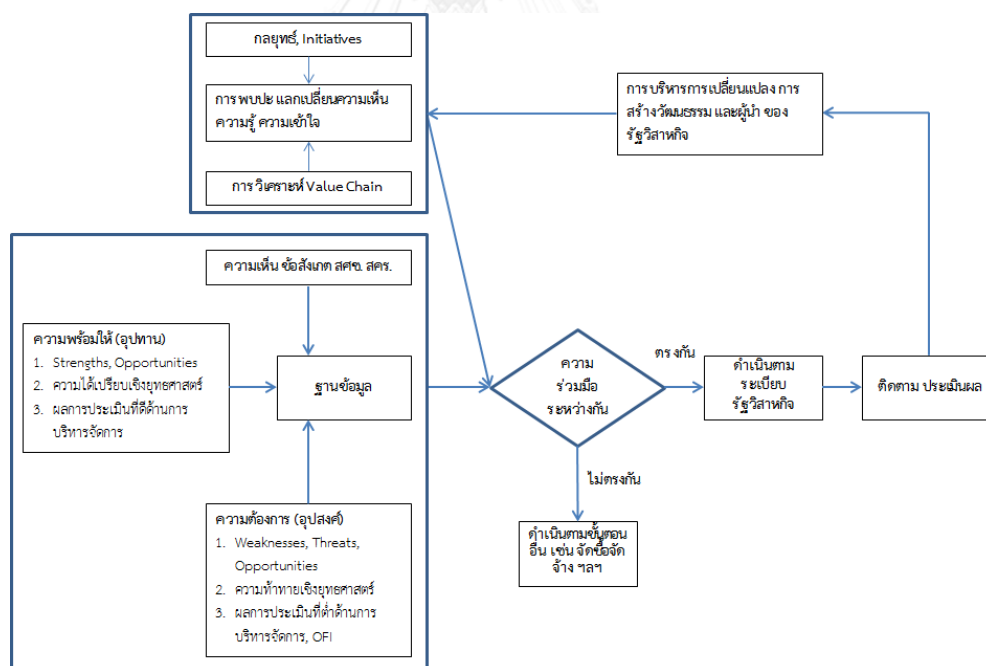 กลยุทธ์, Initiatives
การพบปะ แลกเปลี่ยนความเห็น
ความรู้ ความเข้าใจ
การวิเคราะห์ Value Chain
การบริหารการเปลี่ยนแปลง การ
สร้างวัฒนธรรม และผู้นำ ของ
รัฐวิสาหกิจ
ความเห็น ข้อสังเกต สศช. สคร.
ความพร้อมให้ (อุปทาน)
1. Strengths, Opportunities
2. ความได้เปรียบเชิงยุทธศาสตร์
3. ผลการประเมินที่ดีด้านการ
บริหารจัดการ
ฐานข้อมูล
ความต้องการ (อุปสงค์)
1. Weaknesses, Threats,
Opportunities
2. ความท้าทายเชิงยุทธศาสตร์
3. ผลการประเมินที่ต่ำด้านการ
บริหารจัดการ, OFI
ความ
ร่วมมือ
ระหว่างกัน
ตรงกัน
ดำเนินตาม
ระเบียบ
รัฐวิสาหกิจ
ติดตาม ประเมินผล
ไม่ตรงกัน
ดำเนินตามขั้นตอน
อื่น เช่น จัดซื้อจัด
จ้าง ฯลฯ